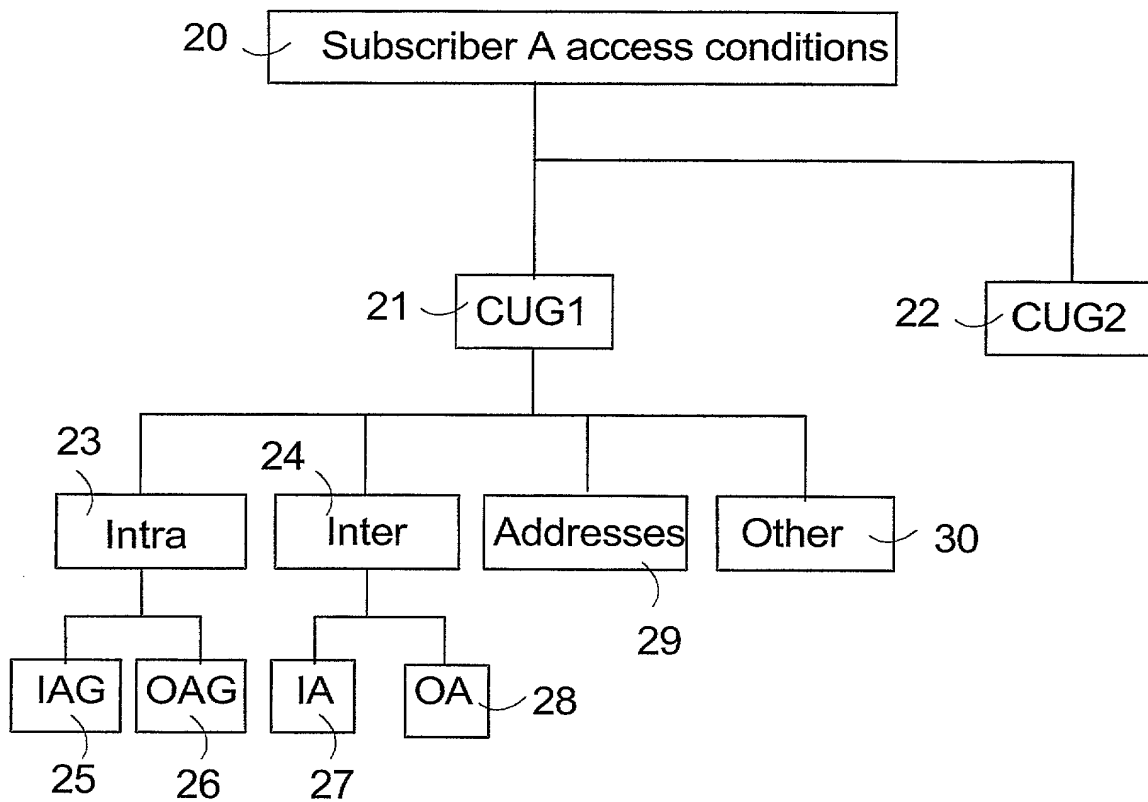 20 Subscriber A access conditions
21 CUG1
22 CUG2
23 24
Intra Inter Addresses Other 30
29
IAG OAG IA OA 28
25 26 27